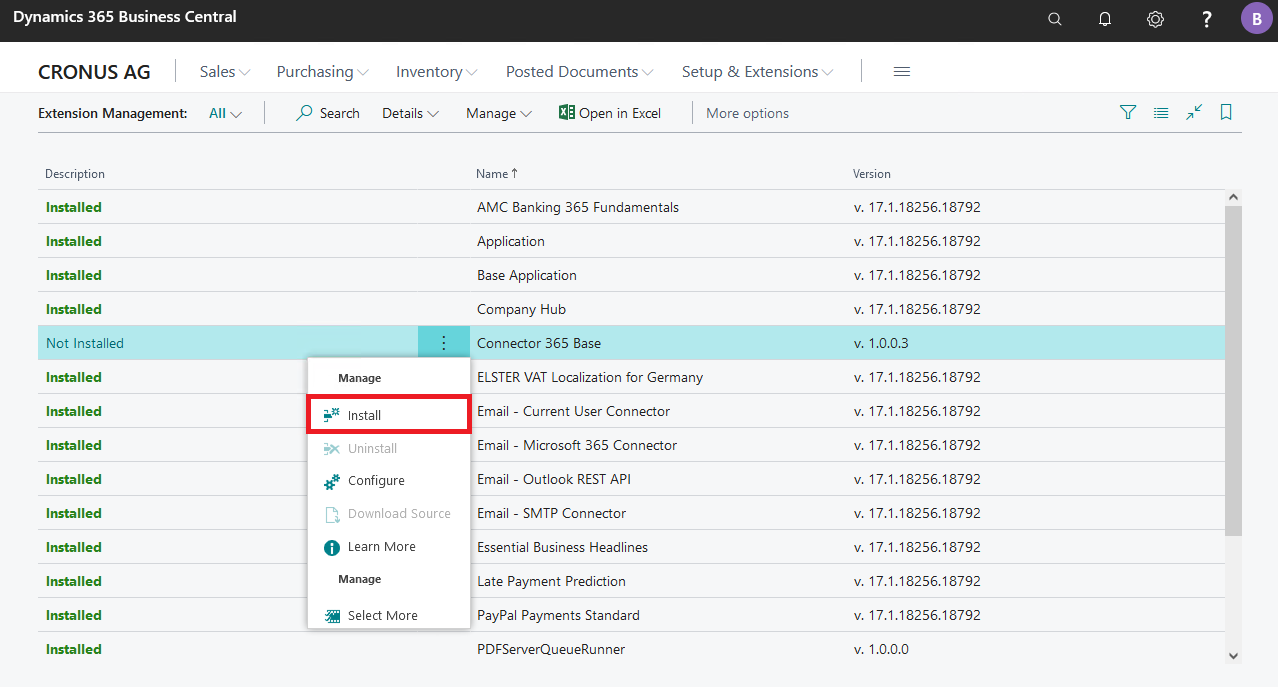 Dynamics 365 Business Central
? B
CRONUS AG Sales Purchasing Inventory Posted Documents Setup & Extensions
Extension Management: All Search Details Manage Open in Excel More options
Description Name ↑ Version
Installed AMC Banking 365 Fundamentals v. 17.1.18256.18792
Installed Application v. 17.1.18256.18792
Installed Base Application v. 17.1.18256.18792
Installed Company Hub v. 17.1.18256.18792
Not Installed Connector 365 Base v. 1.0.0.3
Installed ELSTER VAT Localization for Germany v. 17.1.18256.18792
Installed Email - Current User Connector v. 17.1.18256.18792
Installed Email - Microsoft 365 Connector v. 17.1.18256.18792
Installed Email - Outlook REST API v. 17.1.18256.18792
Installed Email - SMTP Connector v. 17.1.18256.18792
Installed Essential Business Headlines v. 17.1.18256.18792
Installed Late Payment Prediction v. 17.1.18256.18792
Installed PayPal Payments Standard v. 17.1.18256.18792
Installed PDFServerQueueRunner v. 1.0.0.0
Manage
Install
Uninstall
Configure
Download Source
Learn More
Manage
Select More